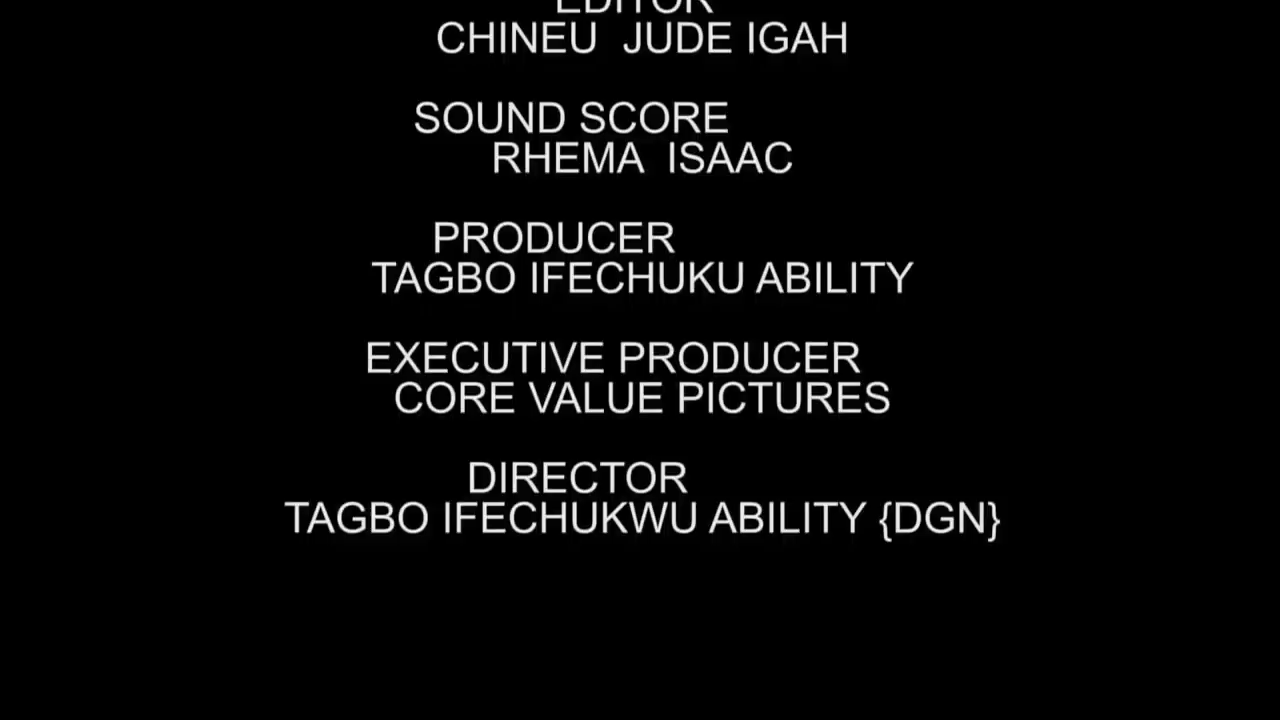 EDITOR
CHINEU JUDE IGAH
SOUND SCORE
RHEMA ISAAC
PRODUCER
TAGBO IFECHUKU ABILITY
EXECUTIVE PRODUCER
CORE VALUE PICTURES
DIRECTOR
TAGBO IFECHUKWU ABILITY {DGN}